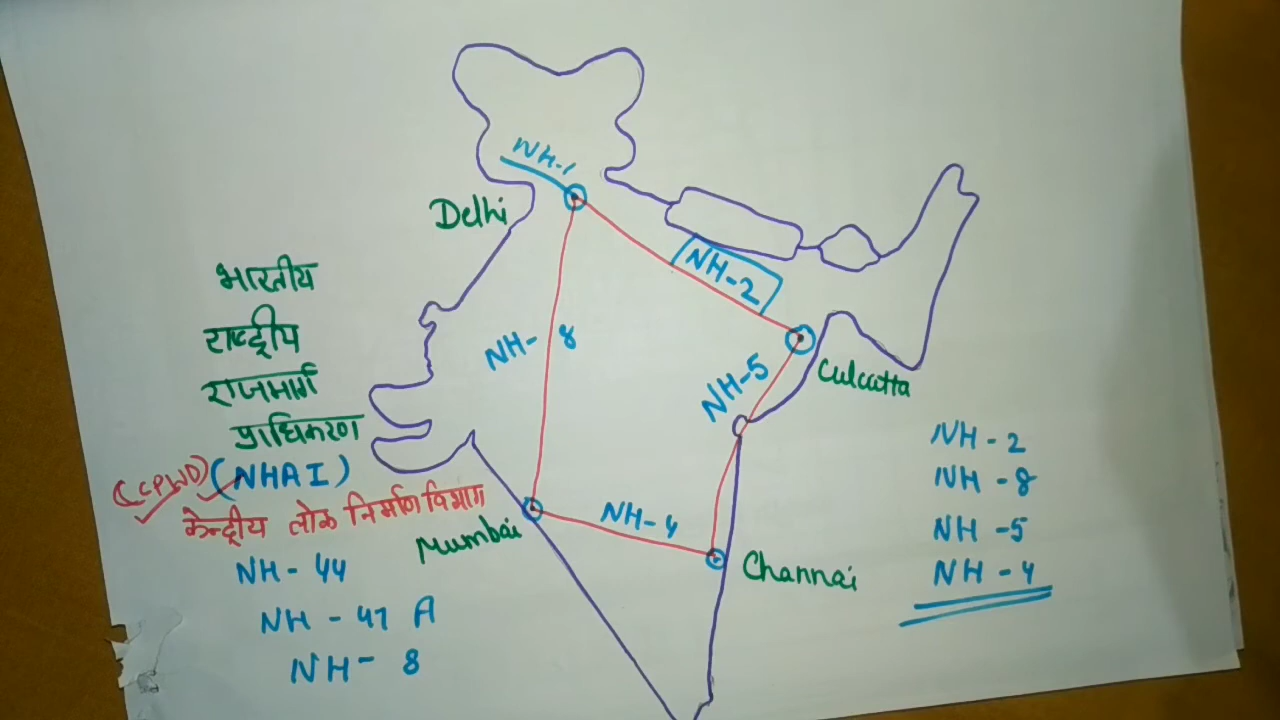 NH-1
Delhi
NH-2
भारतीय
राष्ट्रीय
राजमार्ग
प्राधिकरण
(CPWD) (NHAI)
केन्द्रीय लोक निर्माण विभाग
NH-44
NH-47 A
NH-8
NH-8
NH-5
Culcutta
Mumbai
NH-4
Channai
NH-2
NH-8
NH-5
NH-4